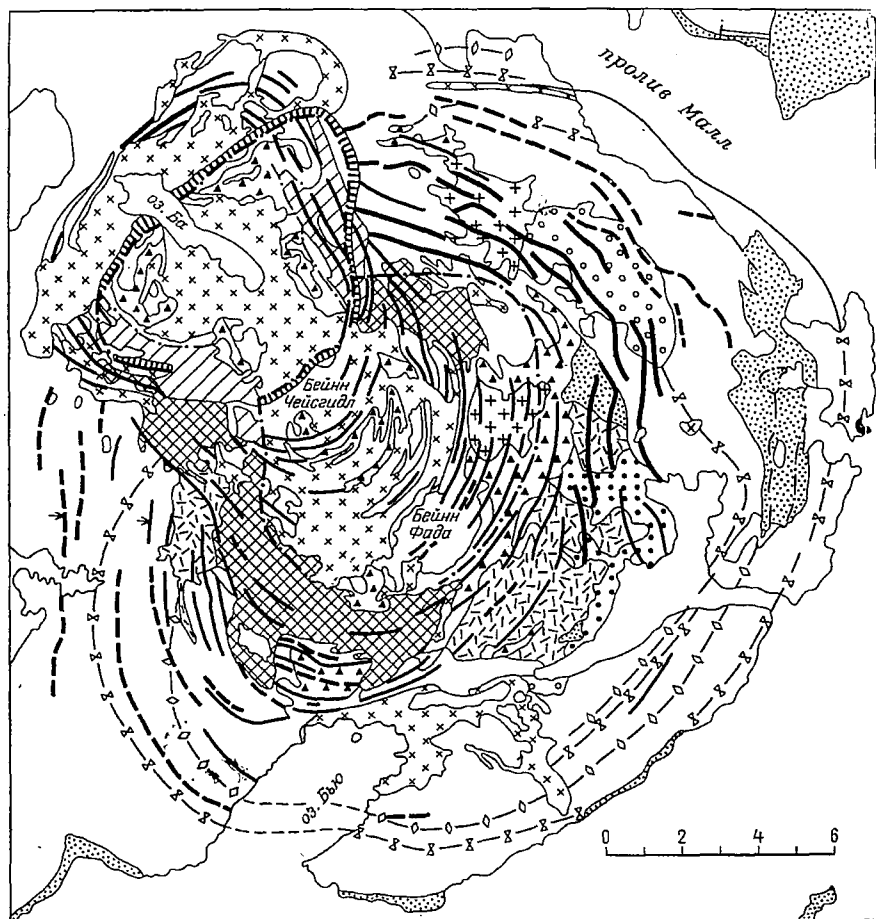 пролив Малл
оз. Ба
Бейнн
Чейсгидл
Бейнн
Фада
оз. Бью
0 2 4 6